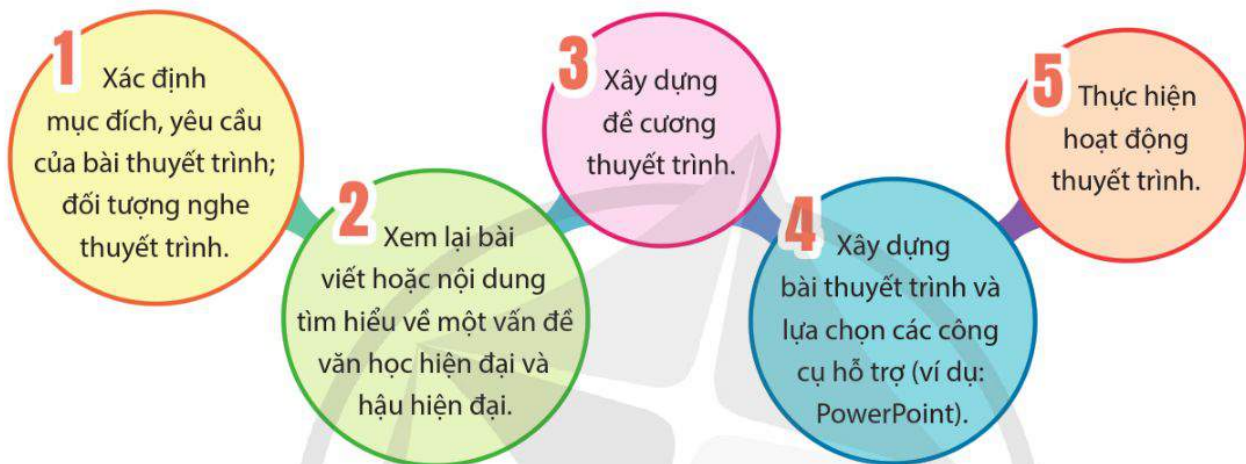 1
Xác định
mục đích, yêu cầu
của bài thuyết trình;
đối tượng nghe
thuyết trình.
2
Xem lại bài
viết hoặc nội dung
tìm hiểu về một vấn đề
văn học hiện đại và
hậu hiện đại.
3
Xây dựng
đề cương
thuyết trình.
4
Xây dựng
bài thuyết trình và
lựa chọn các công
cụ hỗ trợ (ví dụ:
PowerPoint).
5
Thực hiện
hoạt động
thuyết trình.